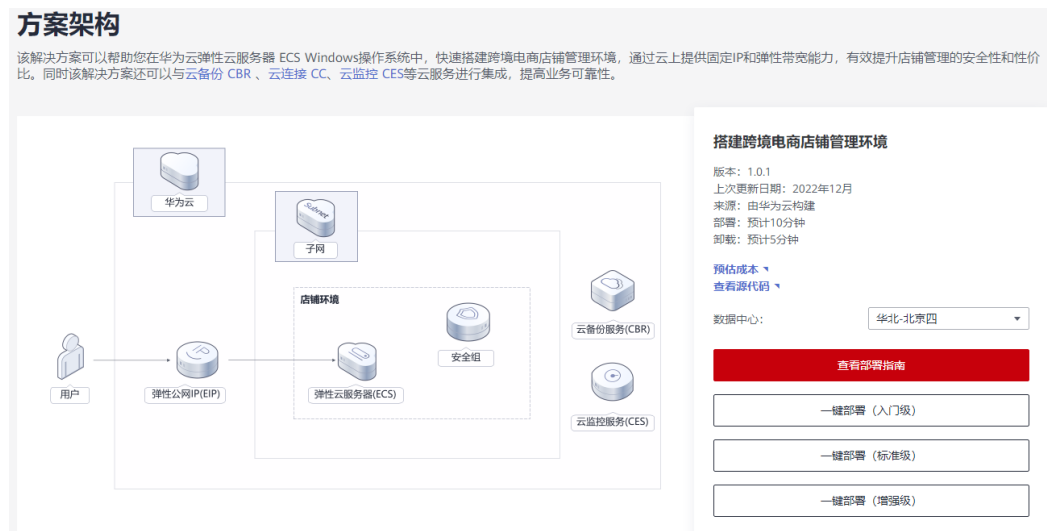 方案架构
该解决方案可以帮助您在华为云弹性云服务器 ECS Windows操作系统中，快速搭建跨境电商店铺管理环境，通过云上提供固定IP和弹性带宽能力，有效提升店铺管理的安全性和性价
比。同时该解决方案还可以与云备份 CBR 、云连接 CC、云监控 CES等云服务进行集成，提高业务可靠性。
华为云
Subnet
子网
店铺环境
安全组
用户
IP
弹性公网IP(EIP)
弹性云服务器(ECS)
云备份服务(CBR)
云监控服务(CES)
搭建跨境电商店铺管理环境
版本：1.0.1
上次更新日期：2022年12月
来源：由华为云构建
部署：预计10分钟
卸载：预计5分钟
预估成本
查看源代码
数据中心：
华北-北京四
查看部署指南
一键部署（入门级）
一键部署（标准级）
一键部署（增强级）